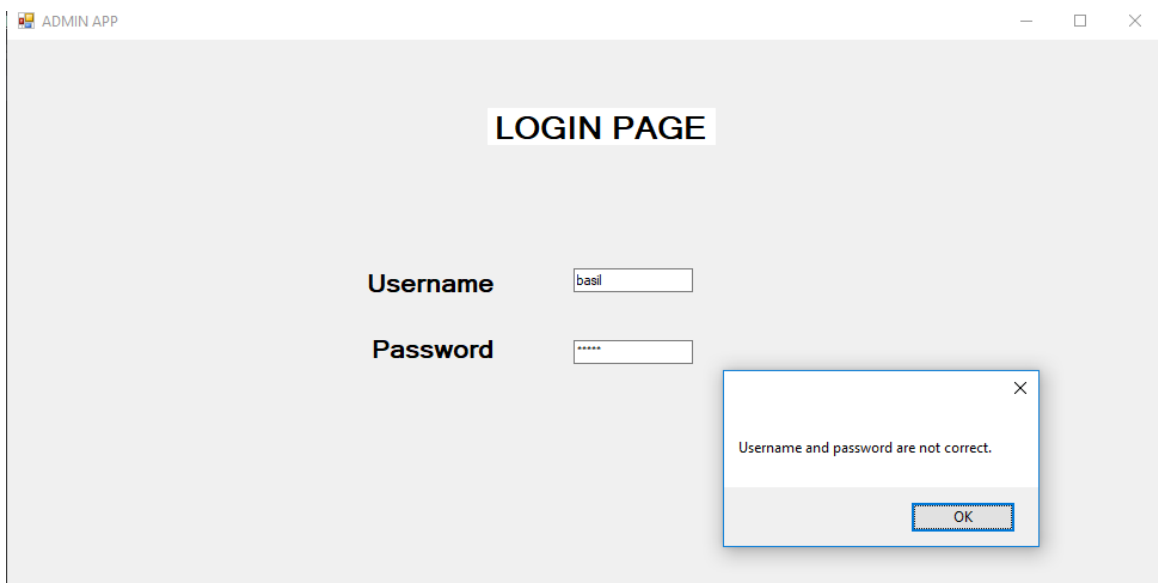 ADMIN APP
LOGIN PAGE
Username
basil
Password
*****
Username and password are not correct.
OK